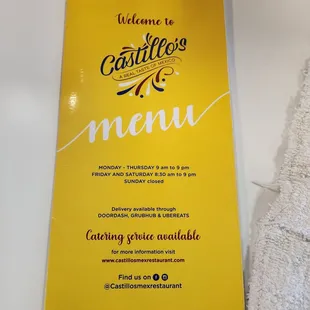 Welcome to
Castillo's
A REAL TASTE OF MEXICO
menu
MONDAY - THURSDAY 9 am to 9 pm
FRIDAY AND SATURDAY 8:30 am to 9 pm
SUNDAY closed
Delivery available through
DOORDASH, GRUBHUB & UBEREATS
Catering service available
for more information visit
www.castillosmexrestaurant.com
Find us on
@Castillosmexrestaurant